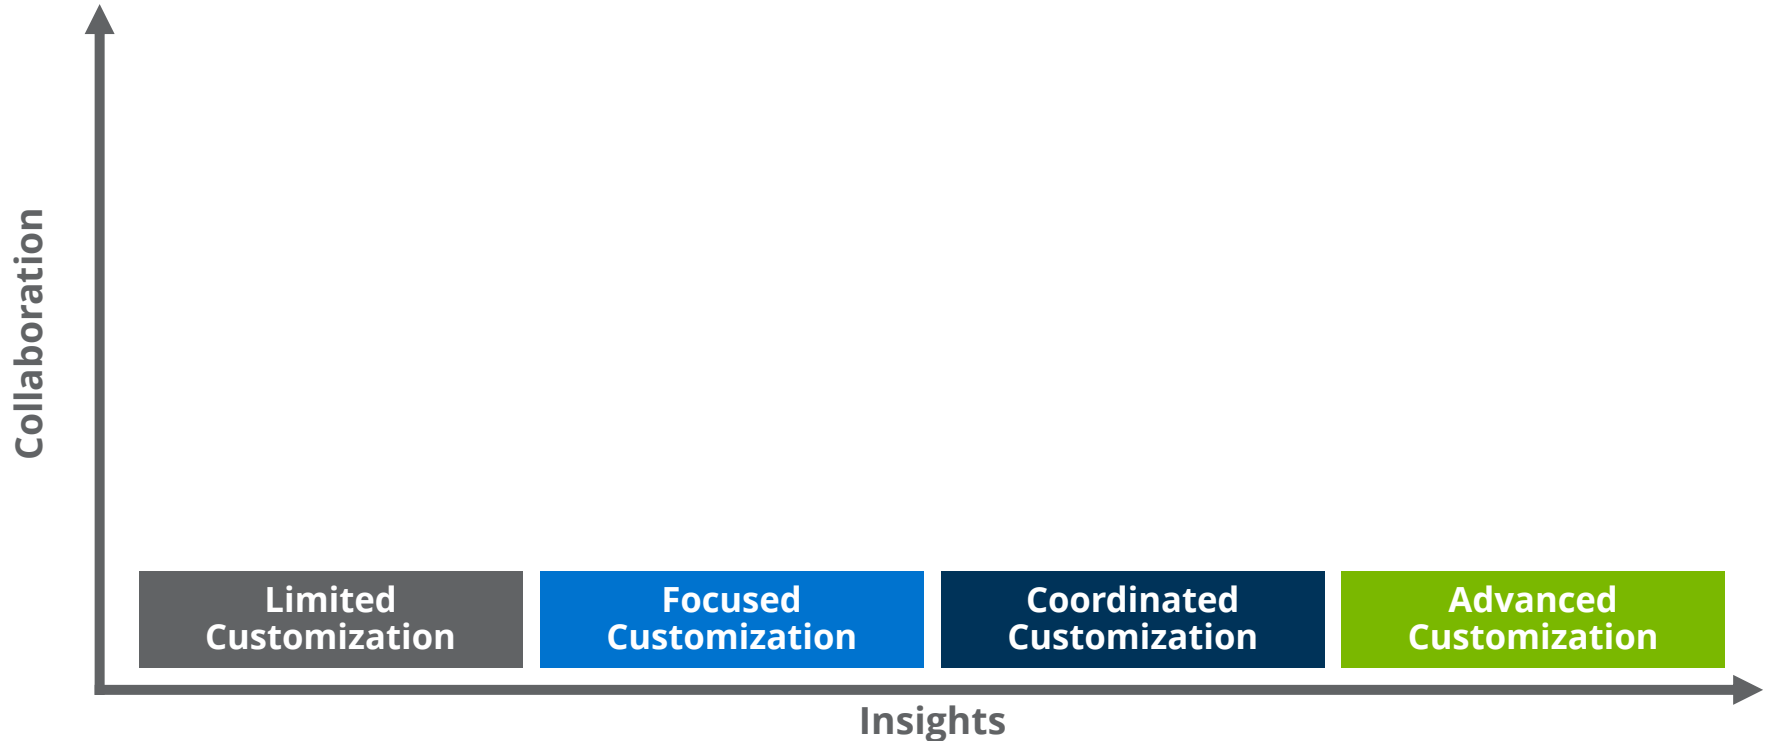 Collaboration
Limited
Customization
Focused
Customization
Coordinated
Customization
Advanced
Customization
Insights